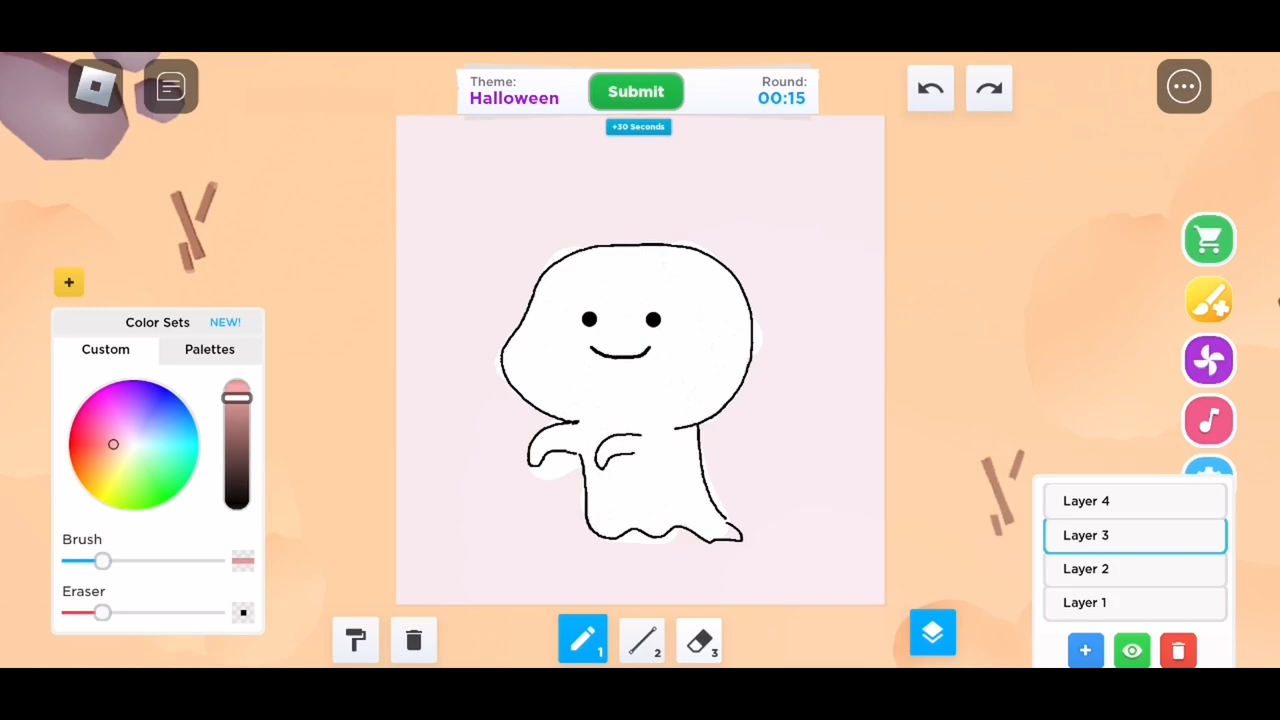 Theme:
Halloween
Submit
Round:
00:15
+30 Seconds
+
Color Sets NEW!
Custom Palettes
Brush
Eraser
Layer 4
Layer 3
Layer 2
Layer 1
1
2
3
+